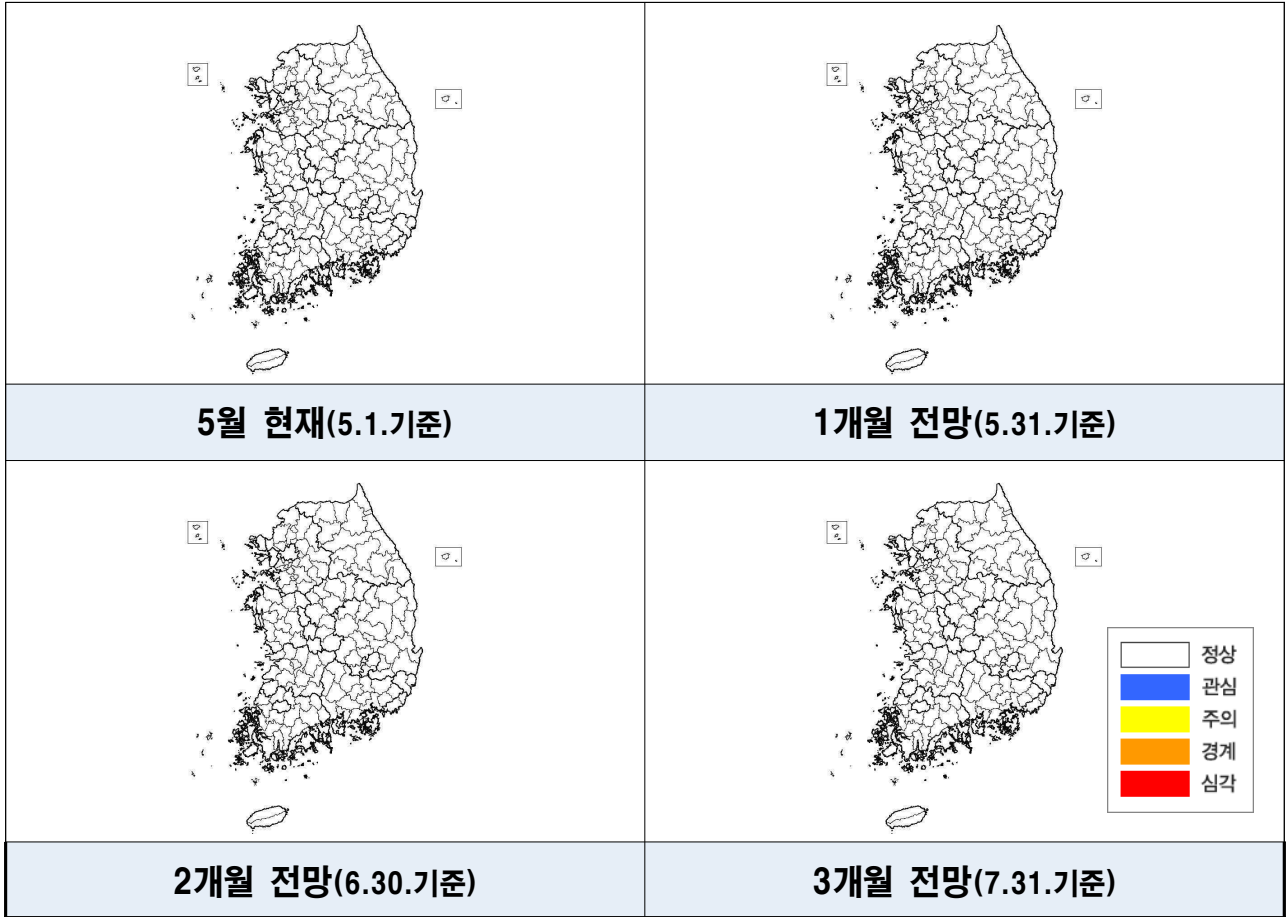 5월 현재(5.1.기준)
1개월 전망(5.31.기준)
정상
관심
주의
경계
심각
2개월 전망(6.30.기준)
3개월 전망(7.31.기준)